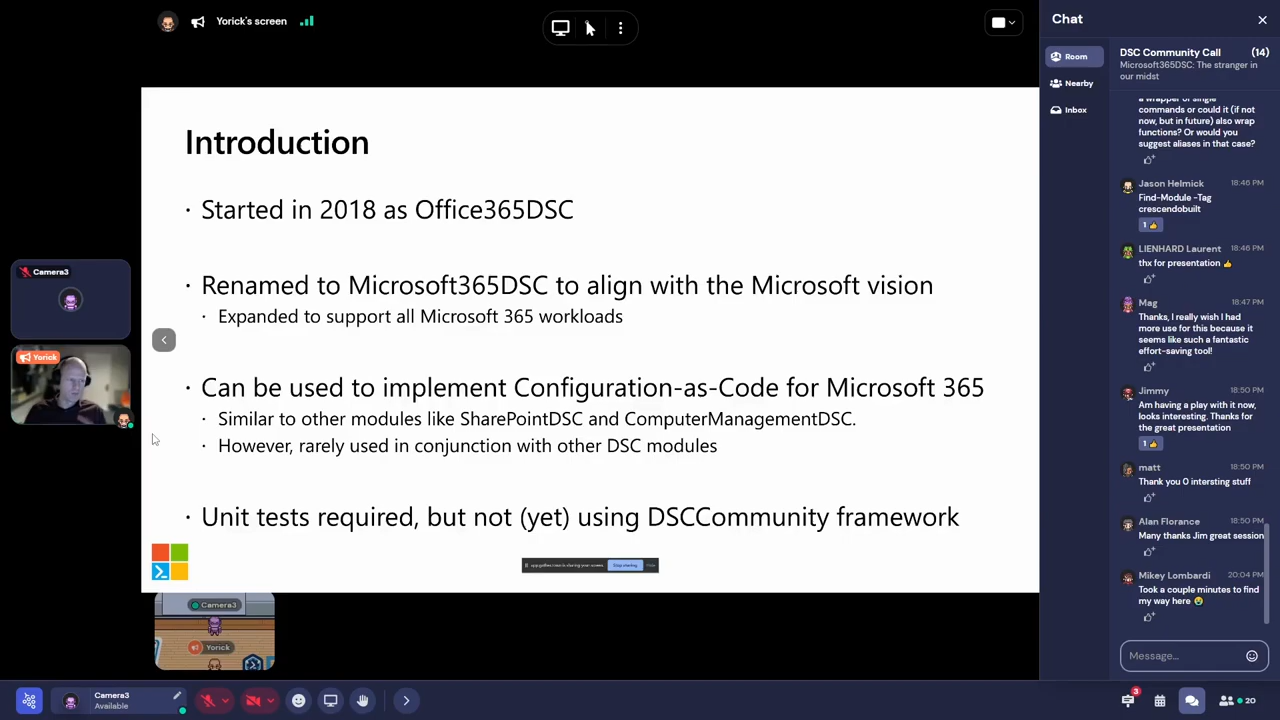 Yorick's screen
Introduction
· Started in 2018 as Office365DSC
· Renamed to Microsoft365DSC to align with the Microsoft vision
· Expanded to support all Microsoft 365 workloads
· Can be used to implement Configuration-as-Code for Microsoft 365
· Similar to other modules like SharePointDSC and ComputerManagementDSC.
· However, rarely used in conjunction with other DSC modules
· Unit tests required, but not (yet) using DSCCommunity framework
Stop sharing
Hide
Camera3
Yorick
Camera3
Yorick
Chat
Room
Nearby
Inbox
DSC Community Call (14)
Microsoft365DSC: The stranger in
our midst
a wrapper of single
commands or could it (if not
now, but in future) also wrap
functions? Or would you
suggest aliases in that case?
Jason Helmick 18:46 PM
Find-Module -Tag
crescendobuilt
1 👍
LIENHARD Laurent 18:46 PM
thx for presentation 👍
Mag 18:47 PM
Thanks, I really wish I had
more use for this because it
seems like such a fantastic
effort-saving tool!
Jimmy 18:50 PM
Am having a play with it now,
looks interesting. Thanks for
the great presentation
1 👍
matt 18:50 PM
Thank you 0 intersting stuff
Alan Florance 18:50 PM
Many thanks Jim great session
Mikey Lombardi 20:04 PM
Took a couple minutes to find
my way here 😭
Message...
Camera3
Available
3
20